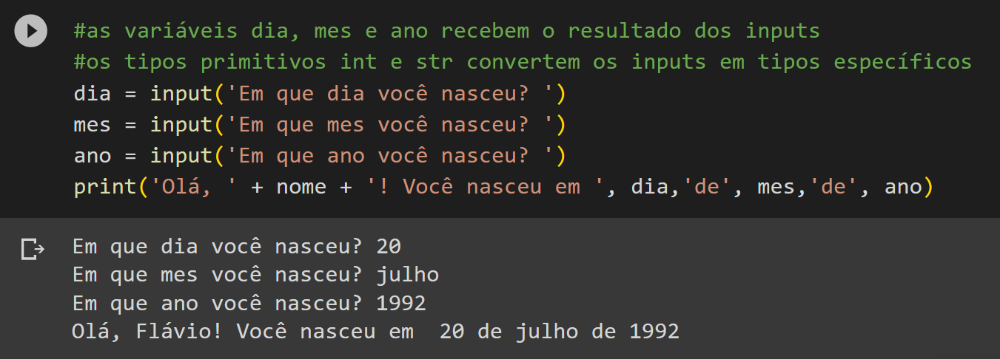 #as variáveis dia, mes e ano recebem o resultado dos inputs
#os tipos primitivos int e str convertem os inputs em tipos específicos
dia = input('Em que dia você nasceu? ')
mes = input('Em que mes você nasceu? ')
ano = input('Em que ano você nasceu? ')
print('Olá, ' + nome + '! Você nasceu em ', dia,'de', mes,'de', ano)
Em que dia você nasceu? 20
Em que mes você nasceu? julho
Em que ano você nasceu? 1992
Olá, Flávio! Você nasceu em  20 de julho de 1992